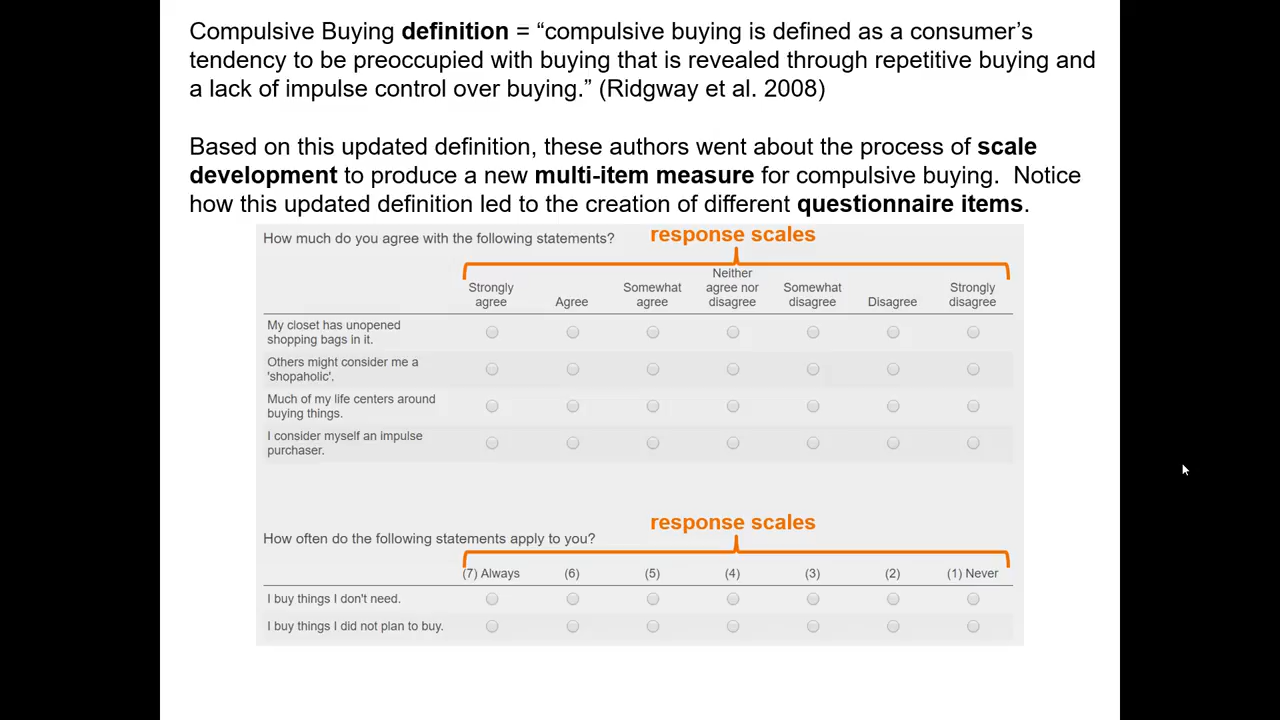 Compulsive Buying definition = “compulsive buying is defined as a consumer’s
tendency to be preoccupied with buying that is revealed through repetitive buying and
a lack of impulse control over buying.” (Ridgway et al. 2008)
Based on this updated definition, these authors went about the process of scale
development to produce a new multi-item measure for compulsive buying.  Notice
how this updated definition led to the creation of different questionnaire items.
How much do you agree with the following statements?
response scales
Strongly
agree
Agree
Somewhat
agree
Neither
agree nor
disagree
Somewhat
disagree
Disagree
Strongly
disagree
My closet has unopened
shopping bags in it.
Others might consider me a
'shopaholic'.
Much of my life centers around
buying things.
I consider myself an impulse
purchaser.
response scales
How often do the following statements apply to you?
(7) Always (6) (5) (4) (3) (2) (1) Never
I buy things I don't need.
I buy things I did not plan to buy.